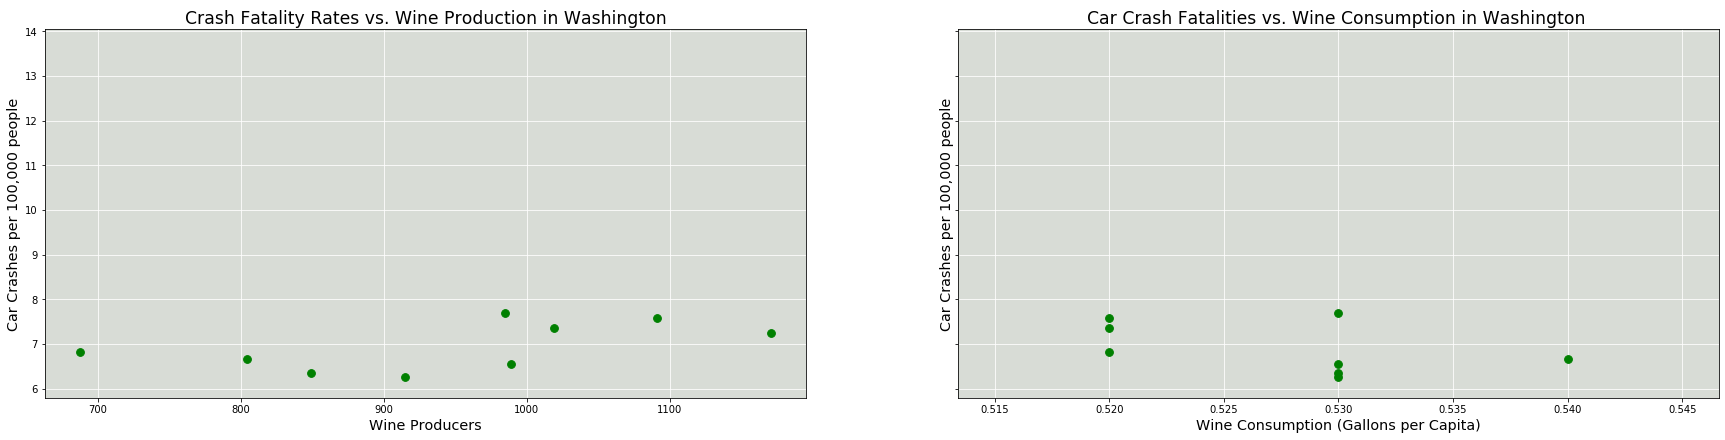 Crash Fatality Rates vs. Wine Production in Washington
Car Crashes per 100,000 people
14
13
12
11
10
9
8
7
6
700 800 900 1000 1100
Wine Producers
Car Crash Fatalities vs. Wine Consumption in Washington
Car Crashes per 100,000 people
0.515 0.520 0.525 0.530 0.535 0.540 0.545
Wine Consumption (Gallons per Capita)